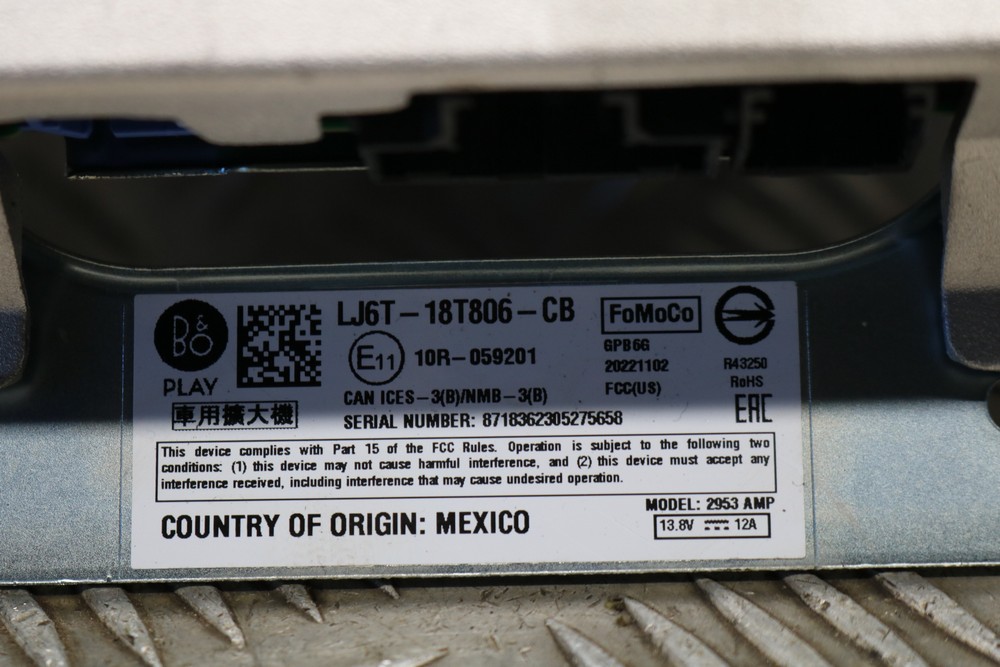 B&O
PLAY
LJ6T-18T806-CB
FoMoCo
E11 10R-059201
GPB6G
20221102
FCC(US)
R43250
RoHS
EAC
CAN ICES-3(B)/NMB-3(B)
車用擴大機
SERIAL NUMBER: 8718362305275658
This device complies with Part 15 of the FCC Rules. Operation is subject to the following two
conditions: (1) this device may not cause harmful interference, and (2) this device must accept any
interference received, including interference that may cause undesired operation.
COUNTRY OF ORIGIN: MEXICO
MODEL: 2953 AMP
13.8V 12A